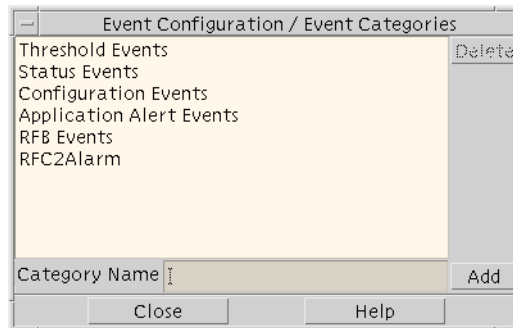 Event Configuration / Event Categories
Threshold Events
Delete
Status Events
Configuration Events
Application Alert Events
RFB Events
RFC2Alarm
Category Name
Add
Close
Help